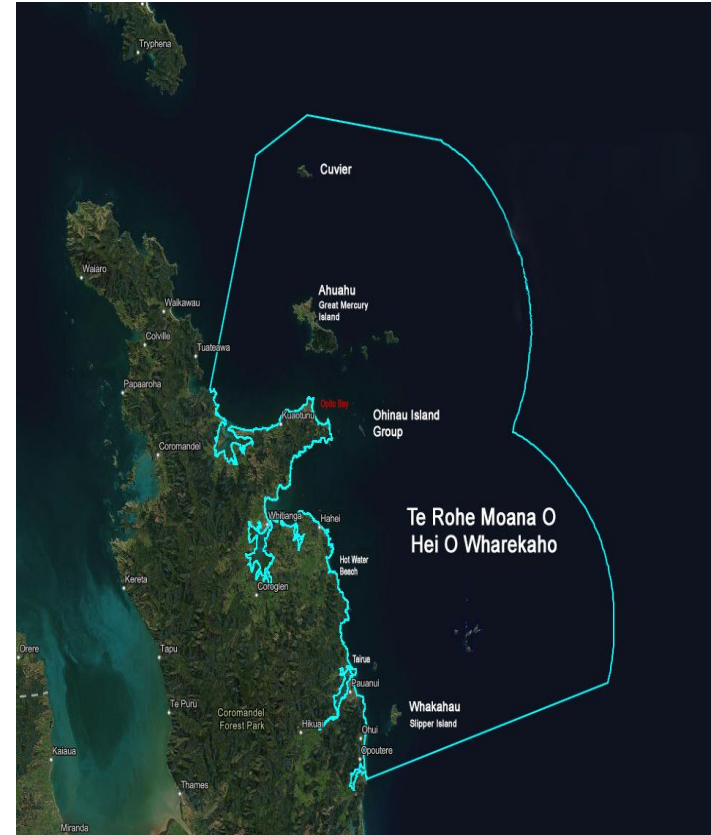 Tryphena
Cuvier
Waiaro
Ahuahu
Great Mercury
Island
Waikawau
Colville
Tuateawa
Papaaroha
Opito Bay
Kuaotunu
Ohinau Island
Group
Coromandel
Te Rohe Moana O
Hei O Wharekaho
Whitianga
Hahei
Hot Water
Beach
Kereta
Coroglen
Orere
Tapu
Tairua
Pauanui
Te Puru
Coromandel
Forest Park
Whakahau
Slipper Island
Hikuai
Ohui
Kaiaua
Opoutere
Thames
Miranda